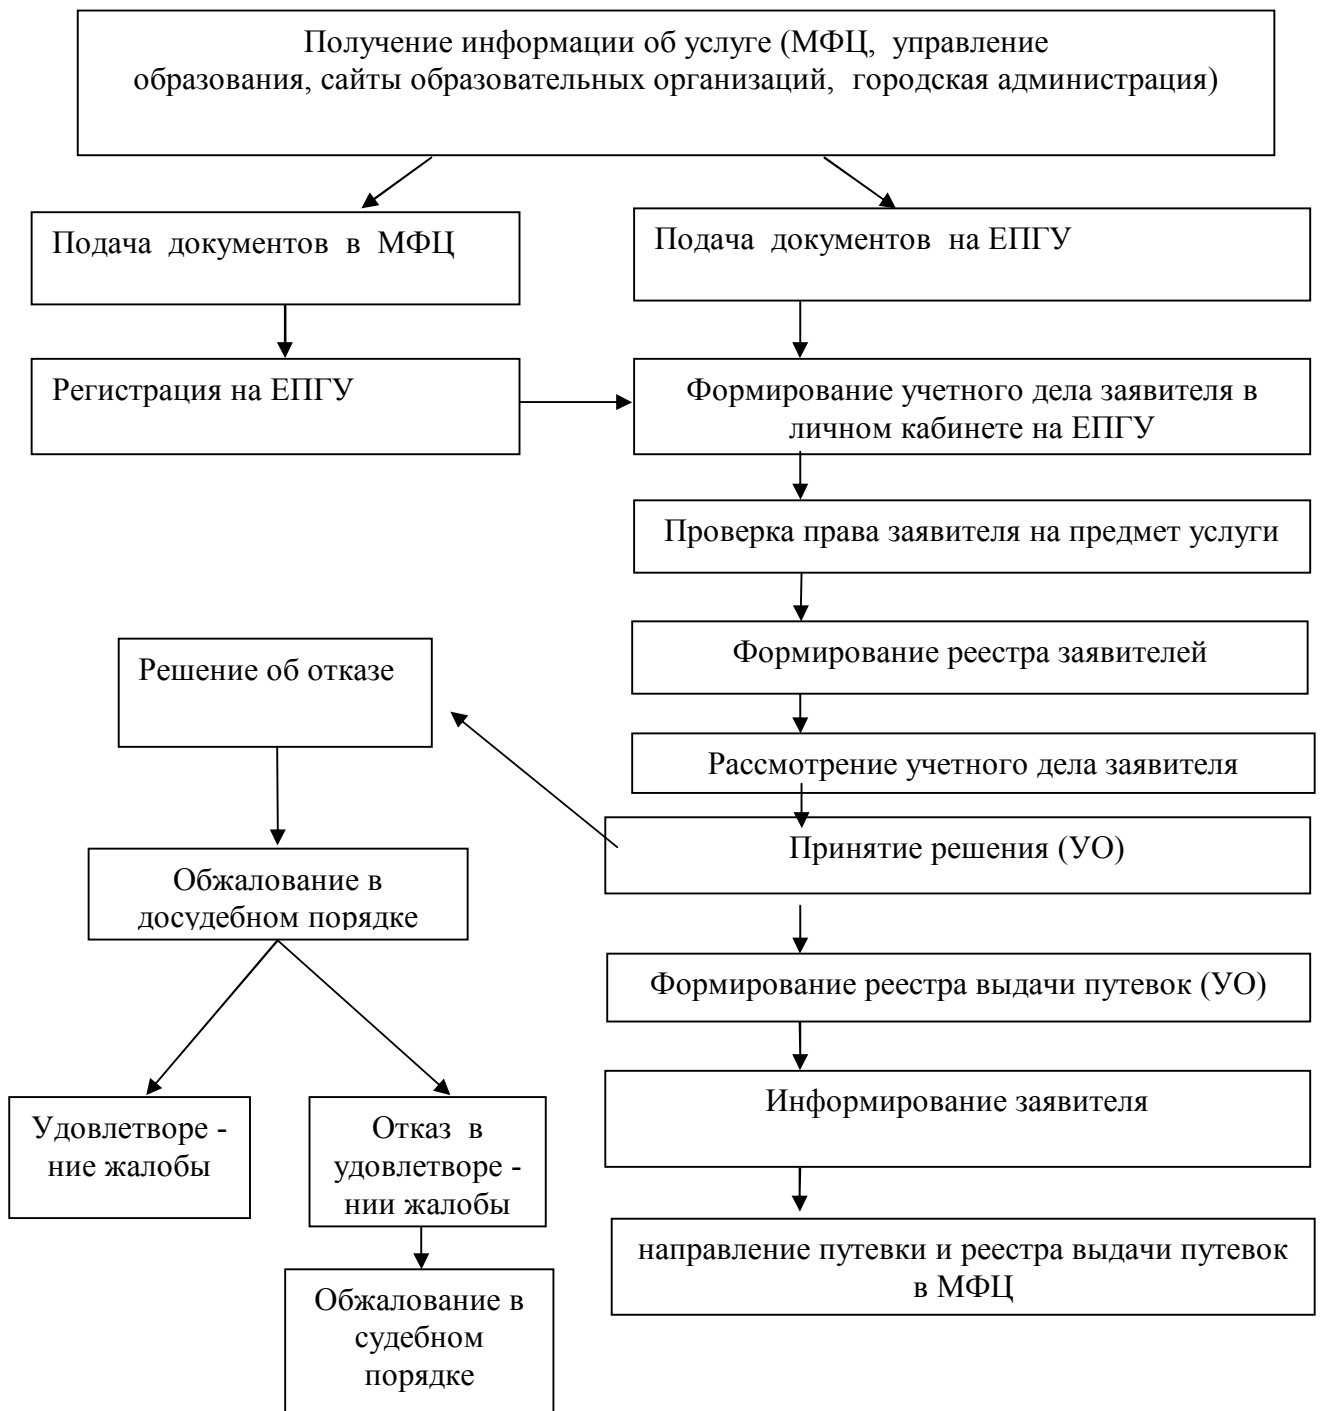 Получение информации об услуге (МФЦ, управление
образования, сайты образовательных организаций, городская администрация)
Подача документов в МФЦ
Подача документов на ЕПГУ
Регистрация на ЕПГУ
Формирование учетного дела заявителя в
личном кабинете на ЕПГУ
Проверка права заявителя на предмет услуги
Формирование реестра заявителей
Решение об отказе
Рассмотрение учетного дела заявителя
Принятие решения (УО)
Обжалование в
досудебном порядке
Формирование реестра выдачи путевок (УО)
Информирование заявителя
Удовлетворе -
ние жалобы
Отказ в
удовлетворе -
нии жалобы
направление путевки и реестра выдачи путевок
в МФЦ
Обжалование в
судебном
порядке